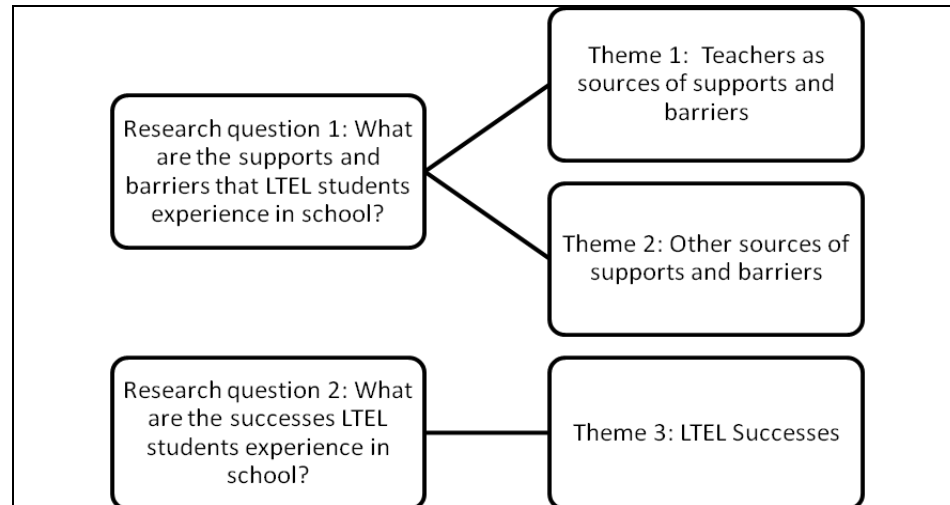 Research question 1: What
are the supports and
barriers that LTEL students
experience in school?
Theme 1:  Teachers as
sources of supports and
barriers
Theme 2: Other sources of
supports and barriers
Research question 2: What
are the successes LTEL
students experience in
school?
Theme 3: LTEL Successes